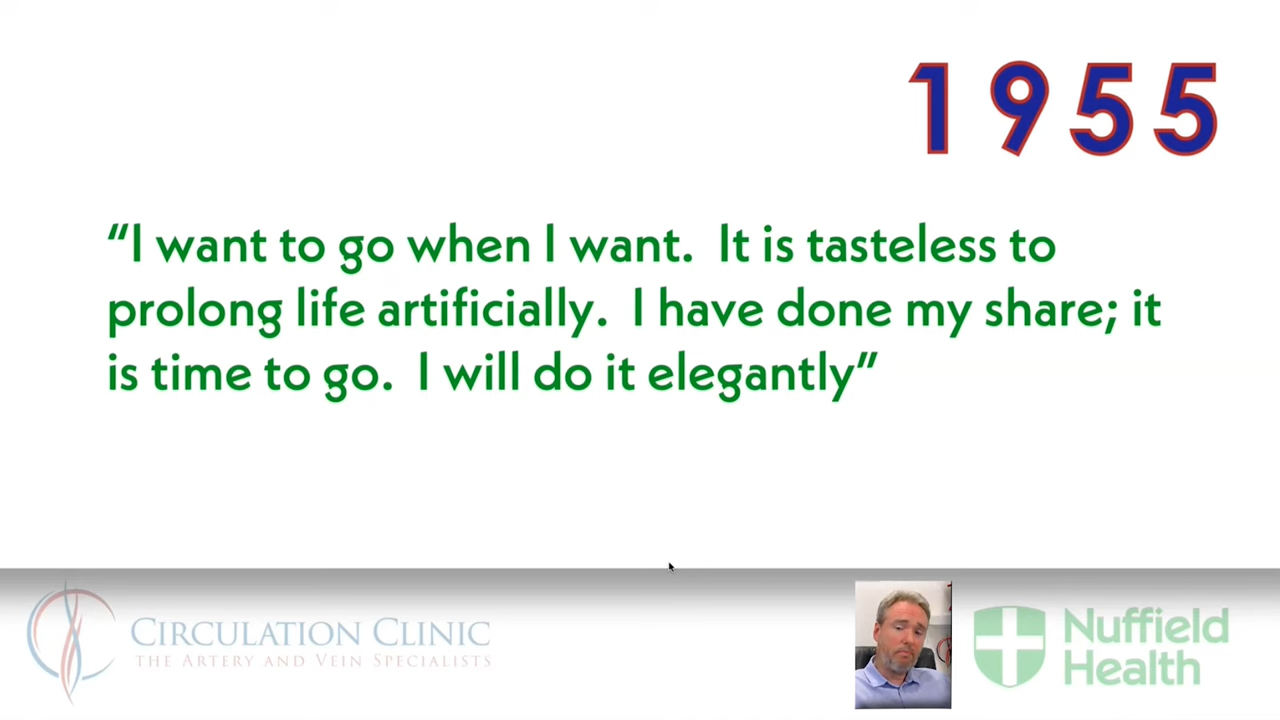 1955
“I want to go when I want.  It is tasteless to
prolong life artificially.  I have done my share; it
is time to go.  I will do it elegantly”
CIRCULATION CLINIC
THE ARTERY AND VEIN SPECIALISTS
Nuffield
Health